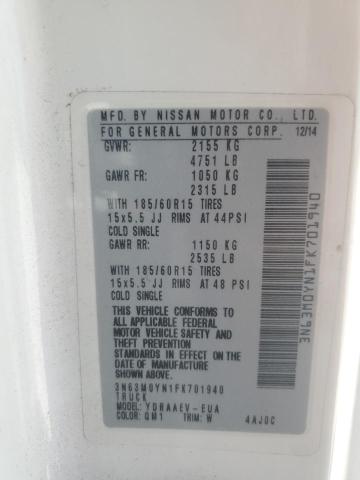 MFD. BY NISSAN MOTOR CO., LTD.
FOR GENERAL MOTORS CORP. 12/14
GVWR: 2155 KG
4751 LB
GAWR FR: 1050 KG
2315 LB
WITH 185/60R15 TIRES
15x5.5 JJ RIMS AT 44PSI
COLD SINGLE
GAWR RR: 1150 KG
2535 LB
WITH 185/60R15 TIRES
15x5.5 JJ RIMS AT 48 PSI
COLD SINGLE
THIS VEHICLE CONFORMS TO
ALL APPLICABLE FEDERAL
MOTOR VEHICLE SAFETY AND
THEFT PREVENTION
STANDARDS IN EFFECT ON
THE DATE OF MANUFACTURE
SHOWN ABOVE.
3N63M0YN1FK701940
TRUCK
MODEL: YDRAAEV-EUA
COLOR: QM1 TRIM: W 4AJ0C
3N63M0YN1FK701940